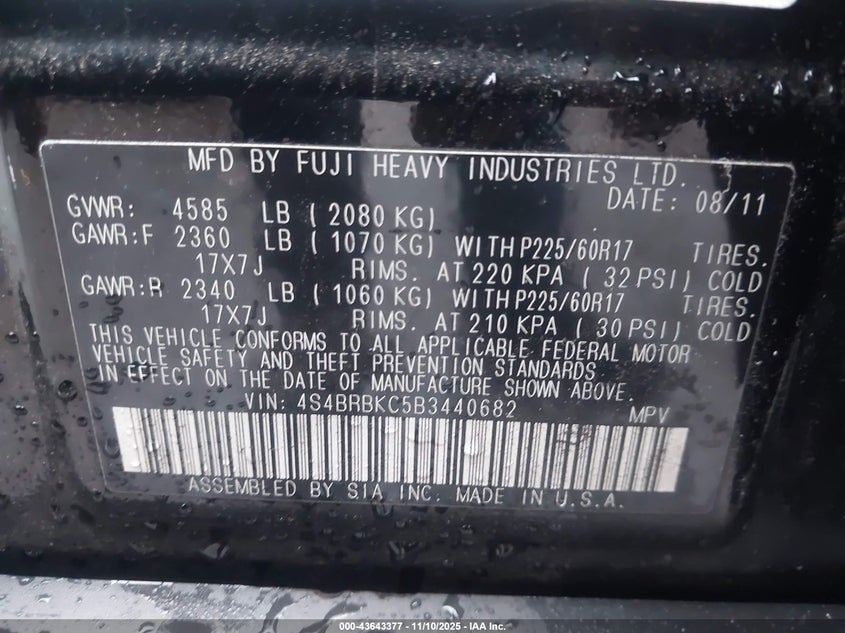 MFD BY FUJI HEAVY INDUSTRIES LTD.
DATE: 08/11
GVWR: 4585 LB ( 2080 KG)
GAWR:F 2360 LB ( 1070 KG) WITH P225/60R17 TIRES.
17X7J RIMS. AT 220 KPA ( 32 PSI) COLD
GAWR:R 2340 LB ( 1060 KG) WITH P225/60R17 TIRES.
17X7J RIMS. AT 210 KPA ( 30 PSI) COLD
THIS VEHICLE CONFORMS TO ALL APPLICABLE FEDERAL MOTOR
VEHICLE SAFETY AND THEFT PREVENTION STANDARDS
IN EFFECT ON THE DATE OF MANUFACTURE SHOWN ABOVE.
VIN: 4S4BRBKC5B3440682 MPV
ASSEMBLED BY SIA INC. MADE IN U.S.A.
000-43643377 — 11/10/2025 — IAA Inc.